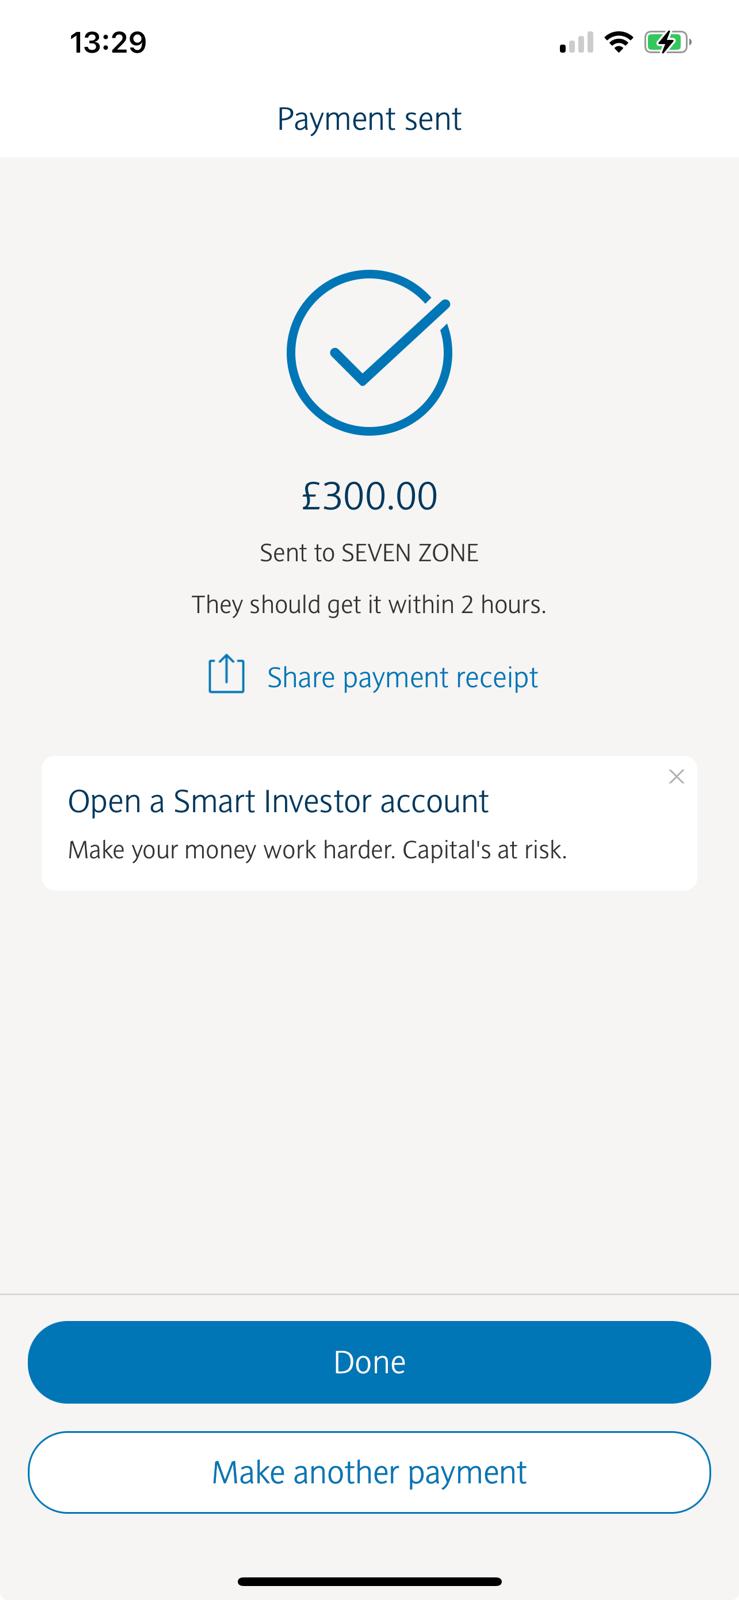 13:29
Payment sent
£300.00
Sent to SEVEN ZONE
They should get it within 2 hours.
Share payment receipt
Open a Smart Investor account
Make your money work harder. Capital's at risk.
Done
Make another payment